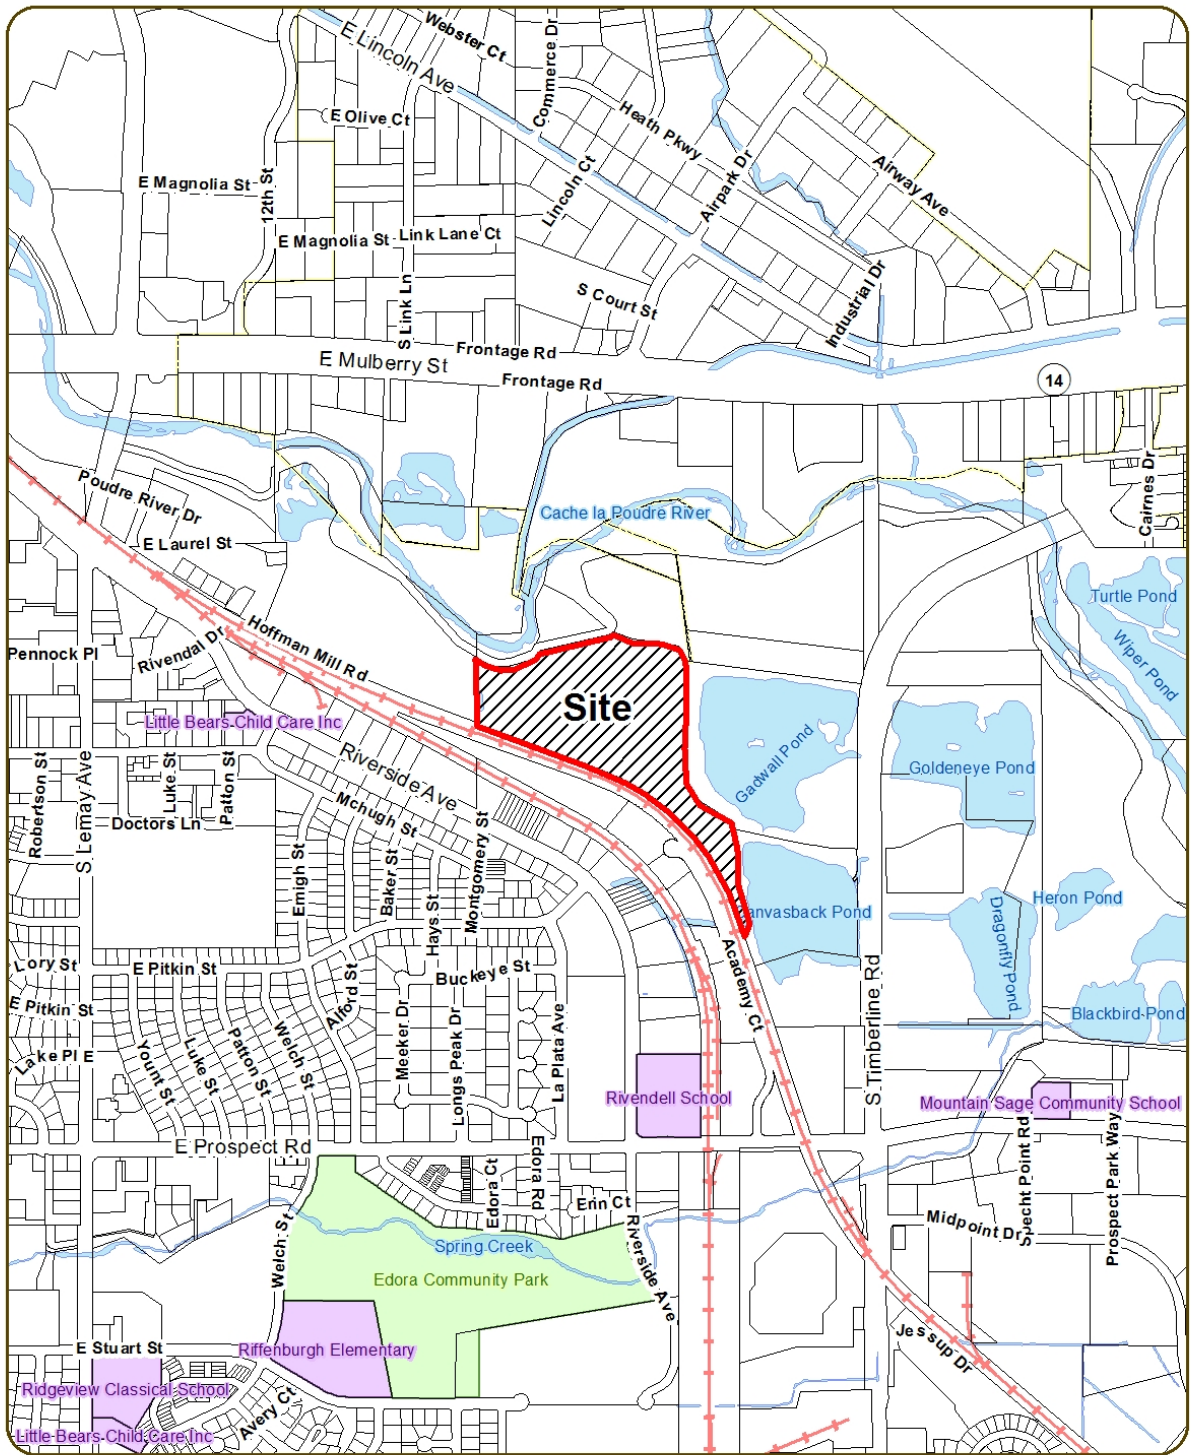 Webster Ct
E Lincoln Ave
Commerce Dr
E Olive Ct
Heath Pkwy
Airpark Dr
Airway Ave
E Magnolia St
12th St
Lincoln Ct
E Magnolia St
Link Lane Ct
S Link Ln
S Court St
Industrial Dr
Frontage Rd
E Mulberry St
Frontage Rd
14
Poudre River Dr
Cache la Poudre River
Cairnes Dr
E Laurel St
Turtle Pond
Hoffman Mill Rd
Rivendal Dr
Pennock Pl
Wiper Pond
Site
Little Bears Child Care Inc
Gadwall Pond
Goldeneye Pond
Riverside Ave
Robertson St
S Lemay Ave
Luke St
Patton St
Doctors Ln
Mchugh St
Montgomery St
Emigh St
Baker St
Hays St
anvasback Pond
Heron Pond
Dragonfly Pond
Lory St
E Pitkin St
Buckeye St
Academy Ct
S Timberline Rd
E Pitkin St
Alford St
Blackbird Pond
Lake Pl E
Yount St
Luke St
Patton St
Welch St
Meeker Dr
Longs Peak Dr
La Plata Ave
Rivendell School
Mountain Sage Community School
E Prospect Rd
Specht Point Rd
Prospect Park Way
Edora Ct
Edora Rd
Erin Ct
Midpoint Dr
Welch St
Spring Creek
Riverside Ave
Edora Community Park
Jessup Dr
E Stuart St
Riffenburgh Elementary
Ridgeview Classical School
Avery Ct
Little Bears Child Care Inc